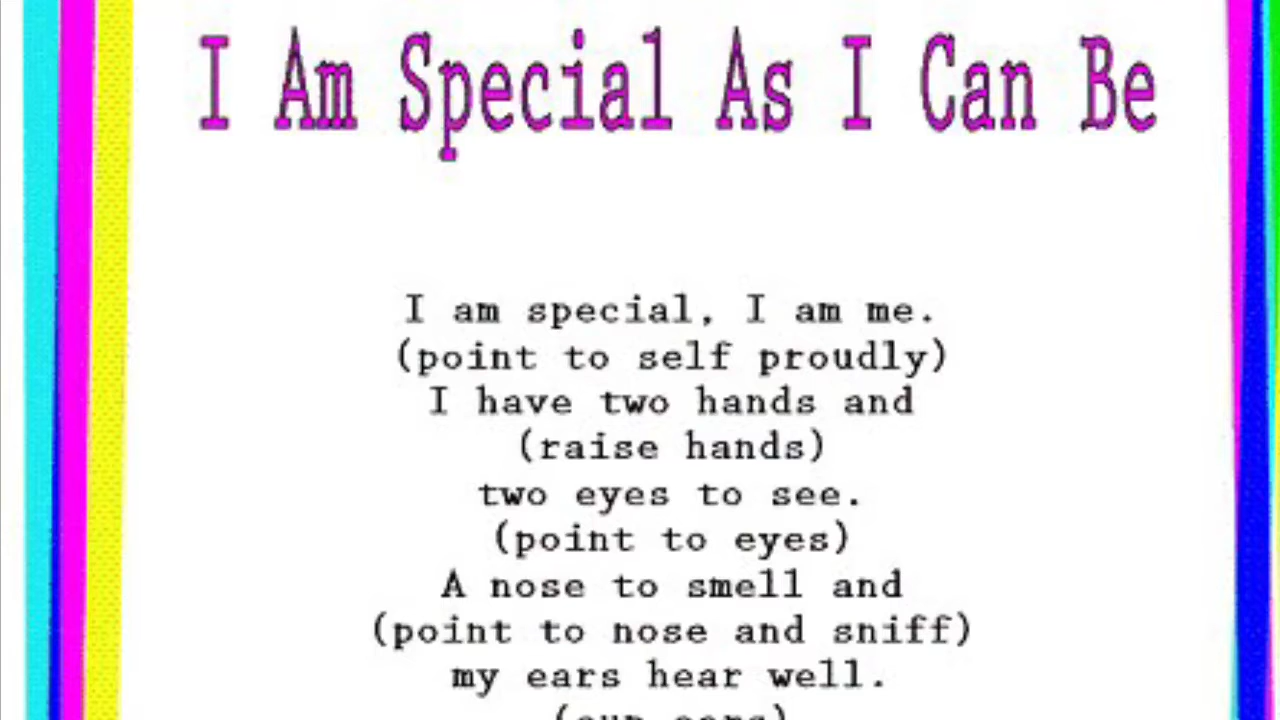 I Am Special As I Can Be
I am special, I am me.
(point to self proudly)
I have two hands and
(raise hands)
two eyes to see.
(point to eyes)
A nose to smell and
(point to nose and sniff)
my ears hear well.